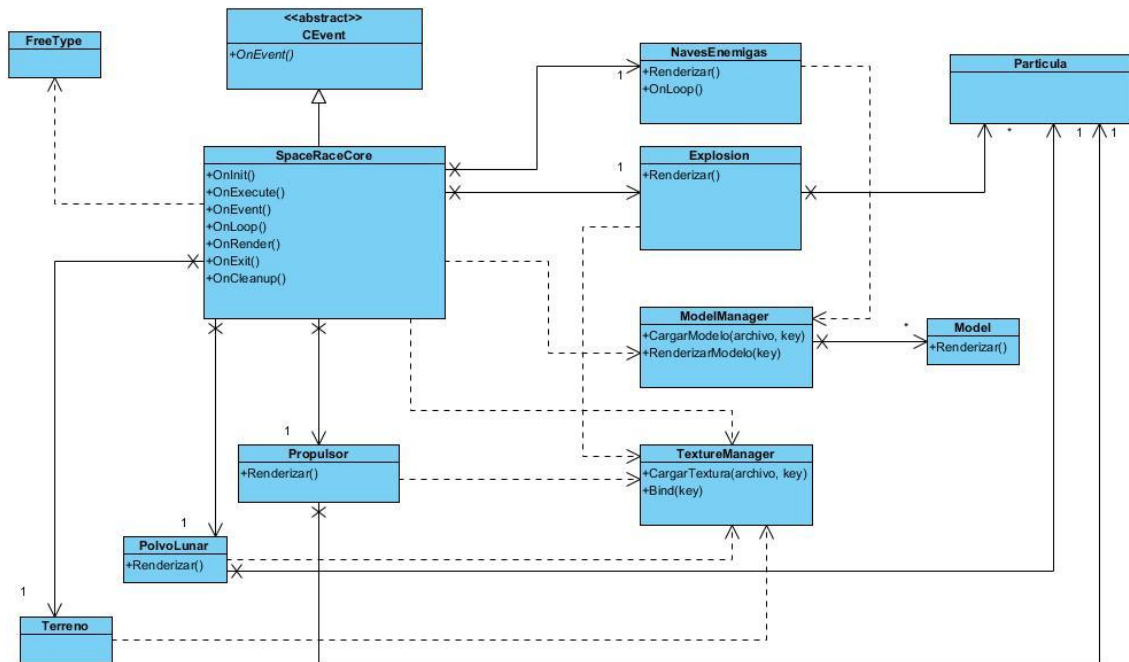 <<abstract>>
CEvent
+OnEvent()
FreeType
NavesEnemigas
+Renderizar()
+OnLoop()
Particula
1
*
1
1
SpaceRaceCore
+OnInit()
+OnExecute()
+OnEvent()
+OnLoop()
+OnRender()
+OnExit()
+OnCleanup()
1
Explosion
+Renderizar()
ModelManager
+CargarModelo(archivo, key)
+RenderizarModelo(key)
*
Model
+Renderizar()
1
Propulsor
+Renderizar()
TextureManager
+CargarTextura(archivo, key)
+Bind(key)
1
PolvoLunar
+Renderizar()
1
Terreno